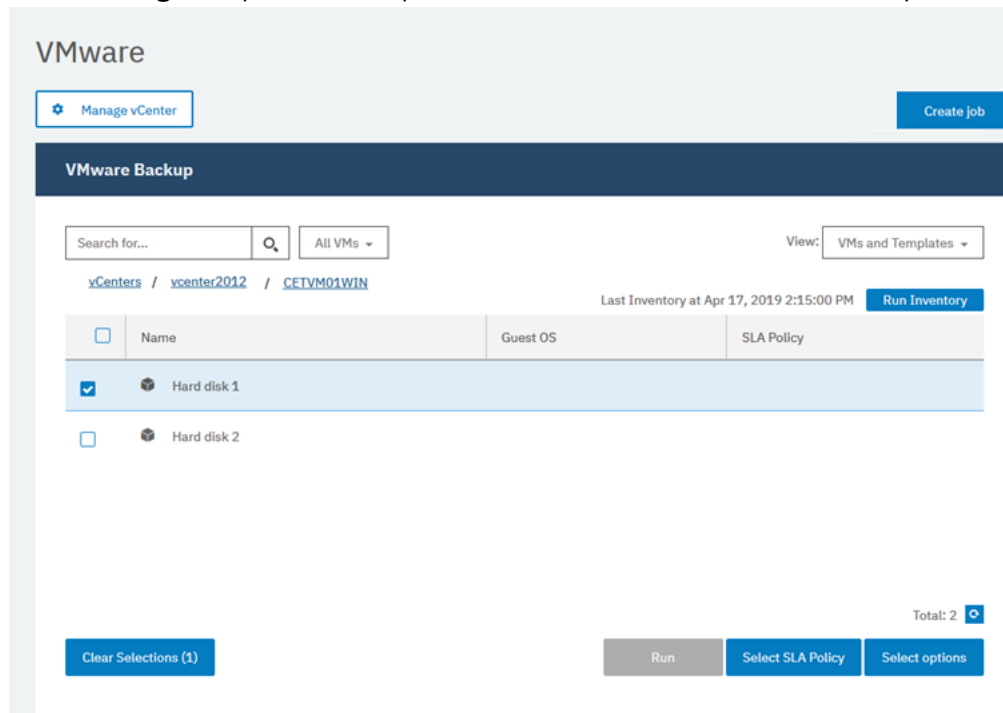 VMware
Manage vCenter
Create job
VMware Backup
Search for...
All VMs
View: VMs and Templates
vCenters / vcenter2012 / CETVM01WIN
Last Inventory at Apr 17, 2019 2:15:00 PM Run Inventory
Name Guest OS SLA Policy
Hard disk 1
Hard disk 2
Total: 2
Clear Selections (1) Run Select SLA Policy Select options